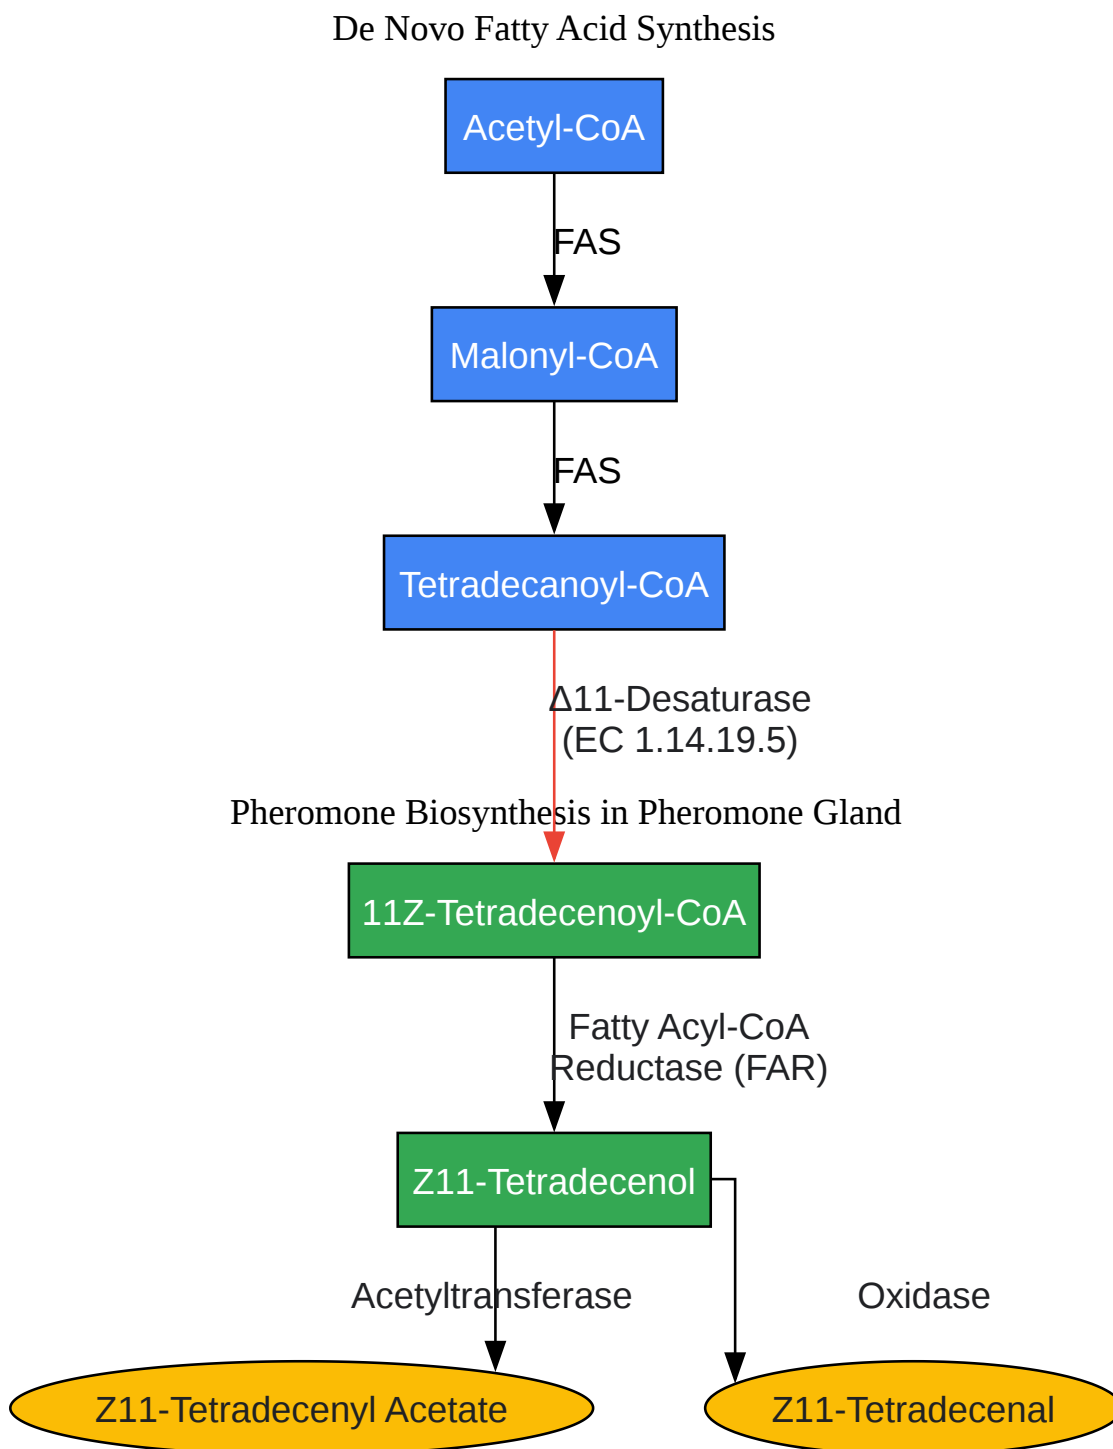 De Novo Fatty Acid Synthesis
Acetyl-CoA
FAS
Malonyl-CoA
FAS
Tetradecanoyl-CoA
Δ11-Desaturase
(EC 1.14.19.5)
Pheromone Biosynthesis in Pheromone Gland
11Z-Tetradecenoyl-CoA
Fatty Acyl-CoA
Reductase (FAR)
Z11-Tetradecenol
Acetyltransferase
Oxidase
Z11-Tetradecenyl Acetate
Z11-Tetradecenal